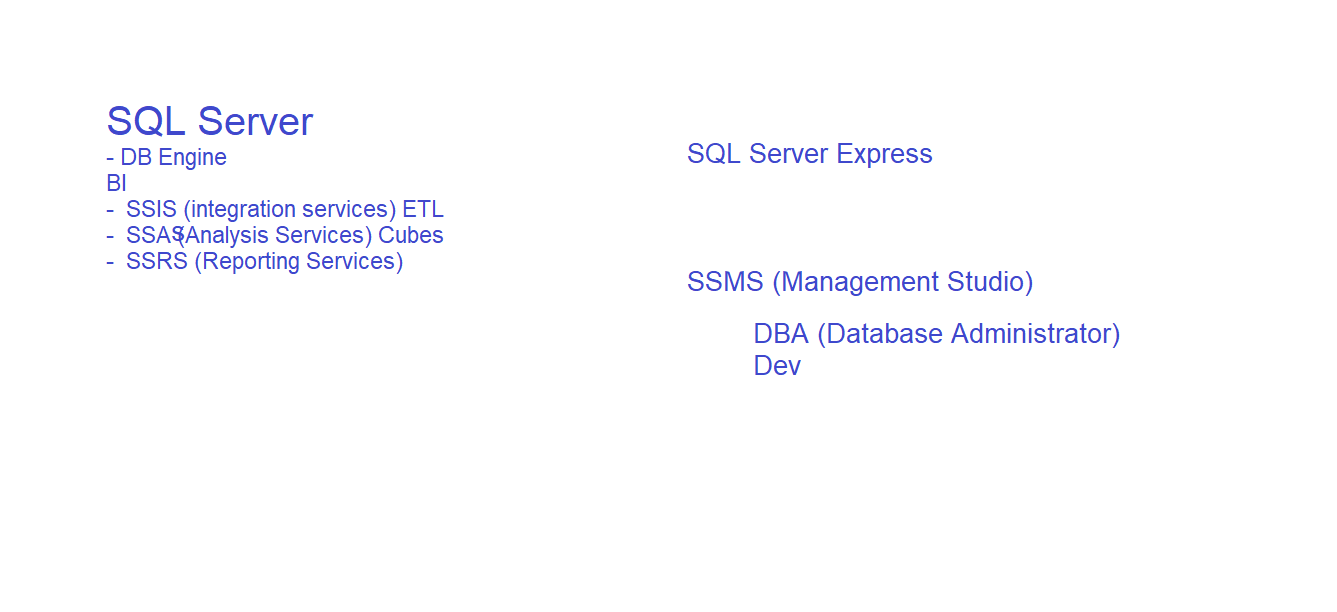 SQL Server
- DB Engine
BI
- SSIS (integration services) ETL
- SSAS(Analysis Services) Cubes
- SSRS (Reporting Services)
SQL Server Express
SSMS (Management Studio)
DBA (Database Administrator)
Dev